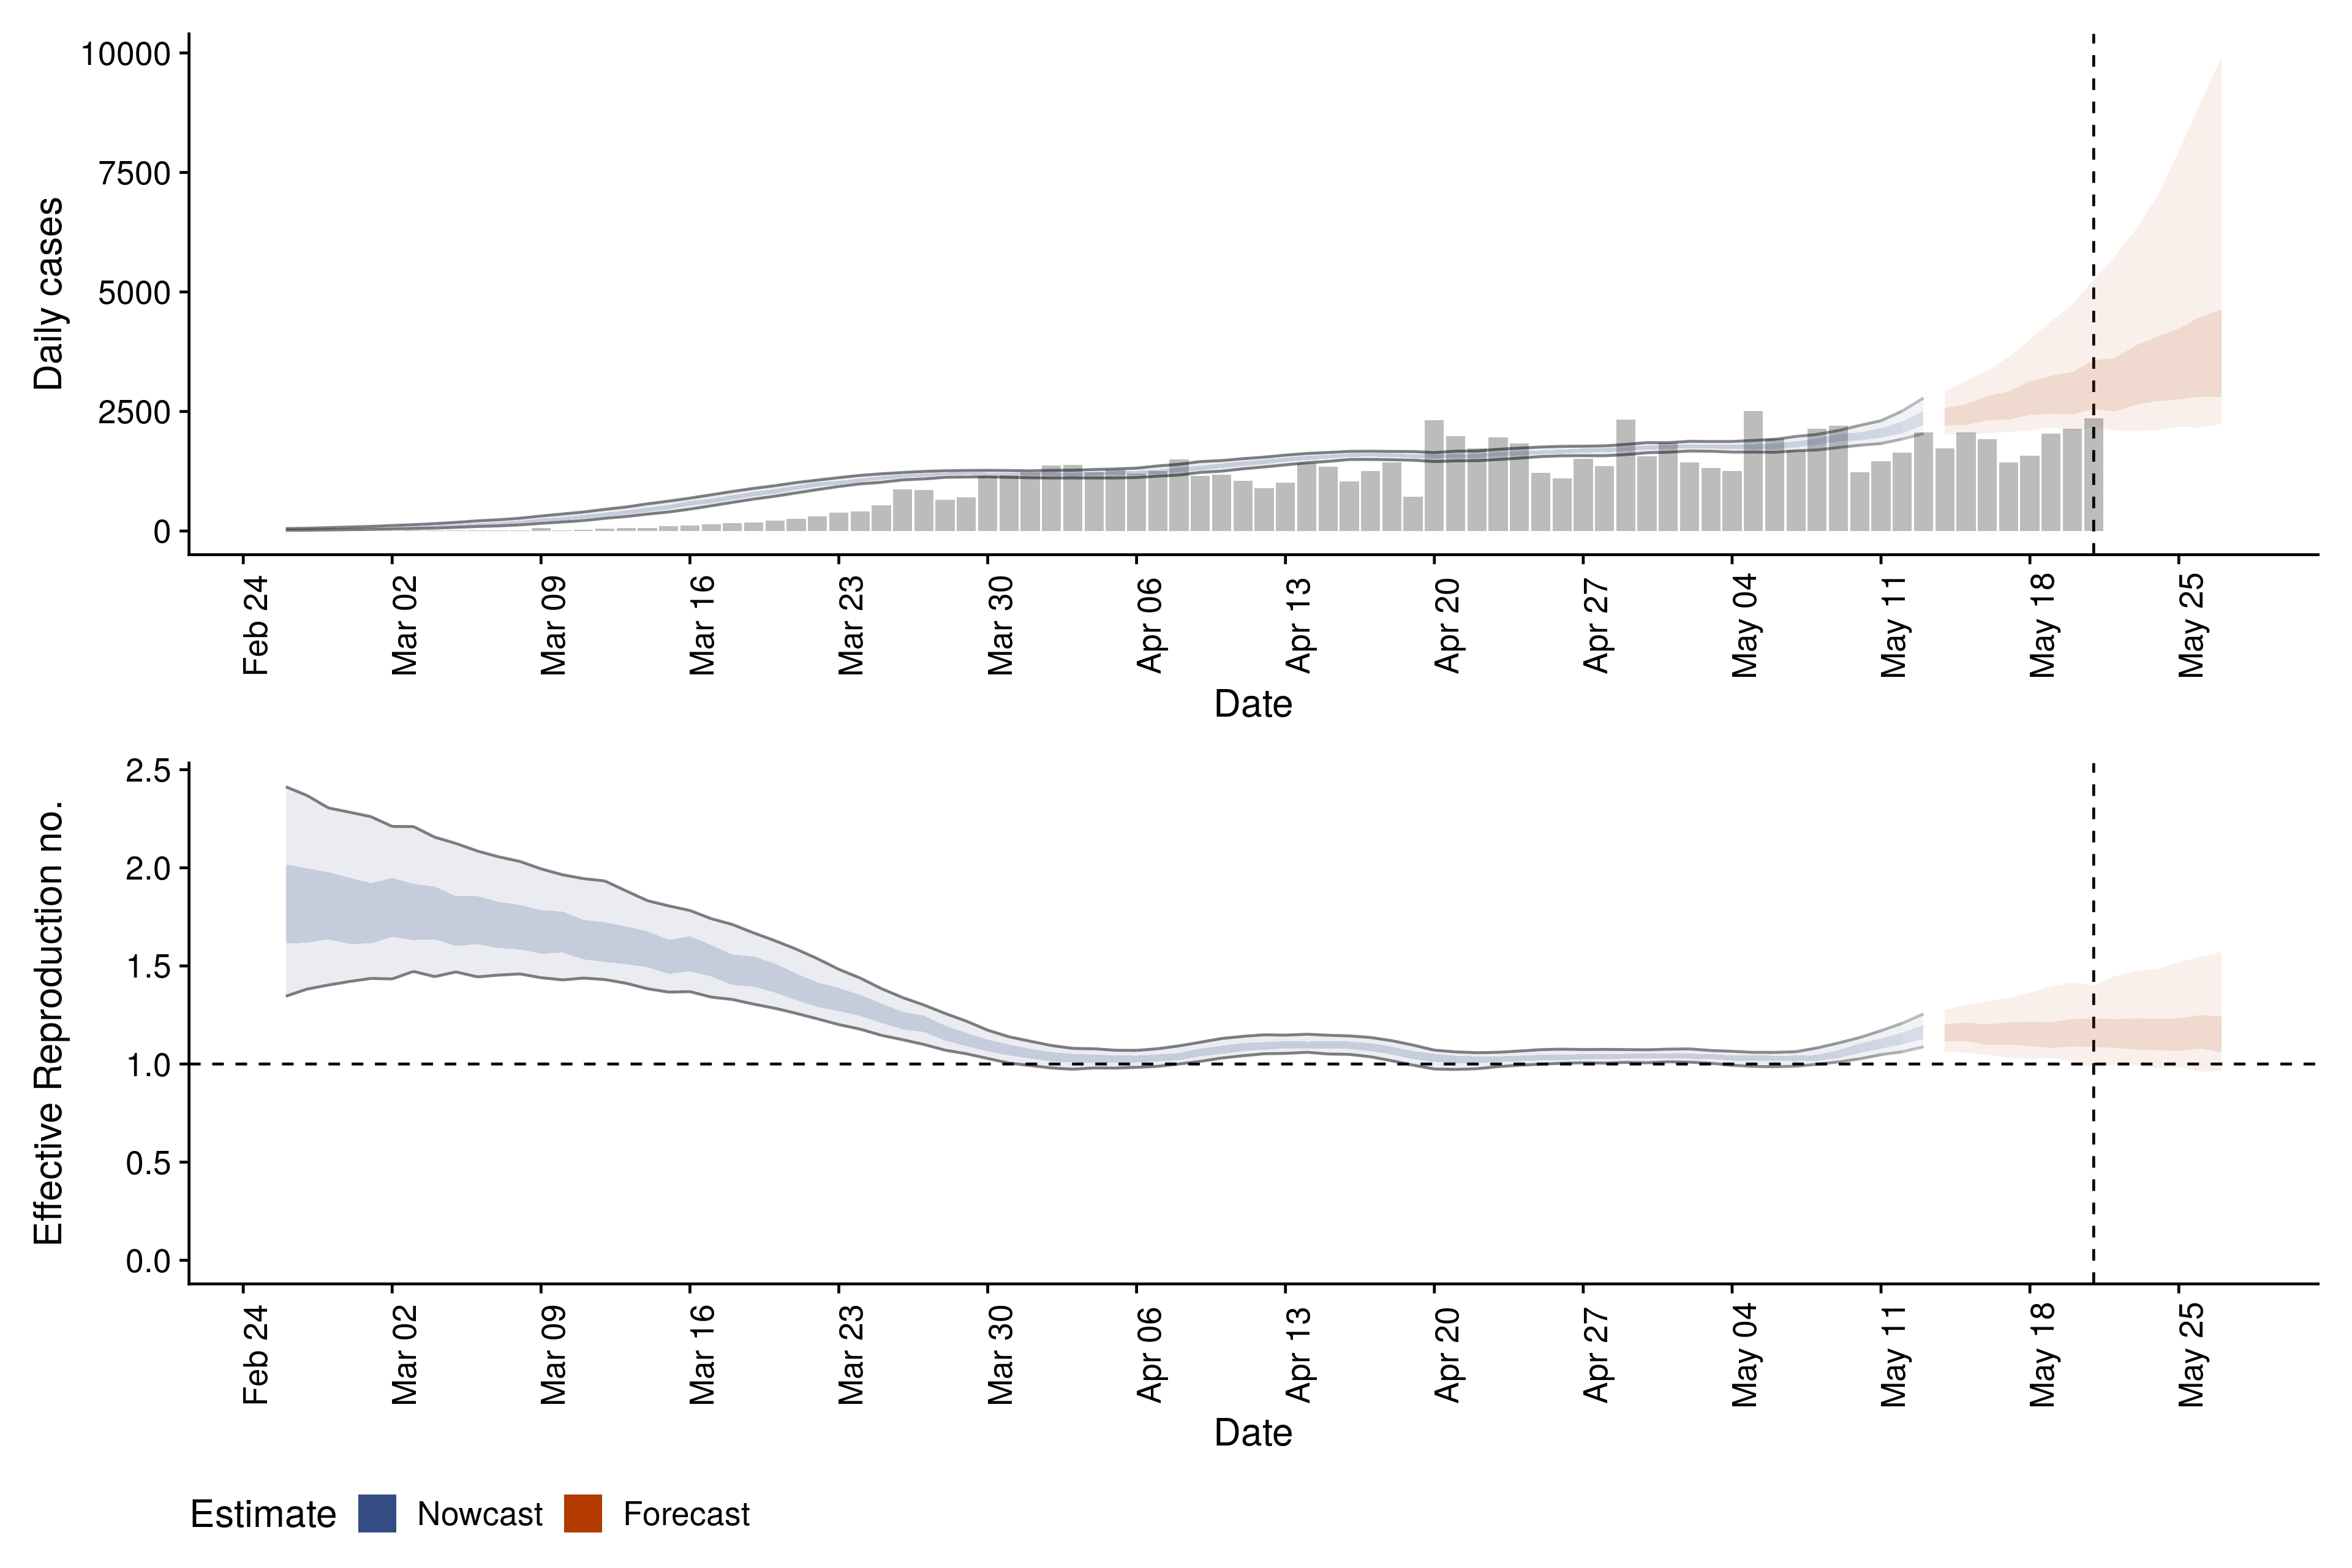 Daily cases
10000
7500
5000
2500
0
Feb 24 Mar 02 Mar 09 Mar 16 Mar 23 Mar 30 Apr 06 Apr 13 Apr 20 Apr 27 May 04 May 11 May 18 May 25
Date
Effective Reproduction no.
2.5
2.0
1.5
1.0
0.5
0.0
Feb 24 Mar 02 Mar 09 Mar 16 Mar 23 Mar 30 Apr 06 Apr 13 Apr 20 Apr 27 May 04 May 11 May 18 May 25
Date
Estimate Nowcast Forecast